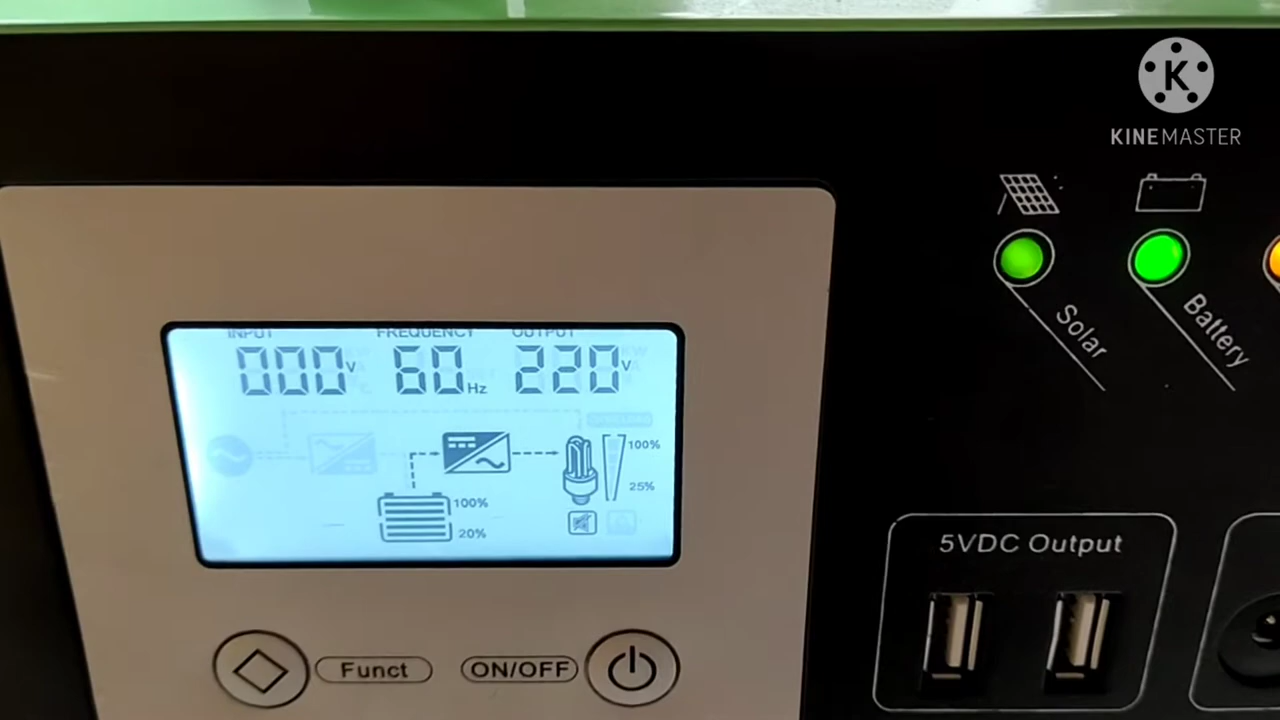 KINEMASTER
INPUT FREQUENCY OUTPUT
000V 60Hz 220V
100%
25%
100%
20%
Solar
Battery
5VDC Output
Funct
ON/OFF